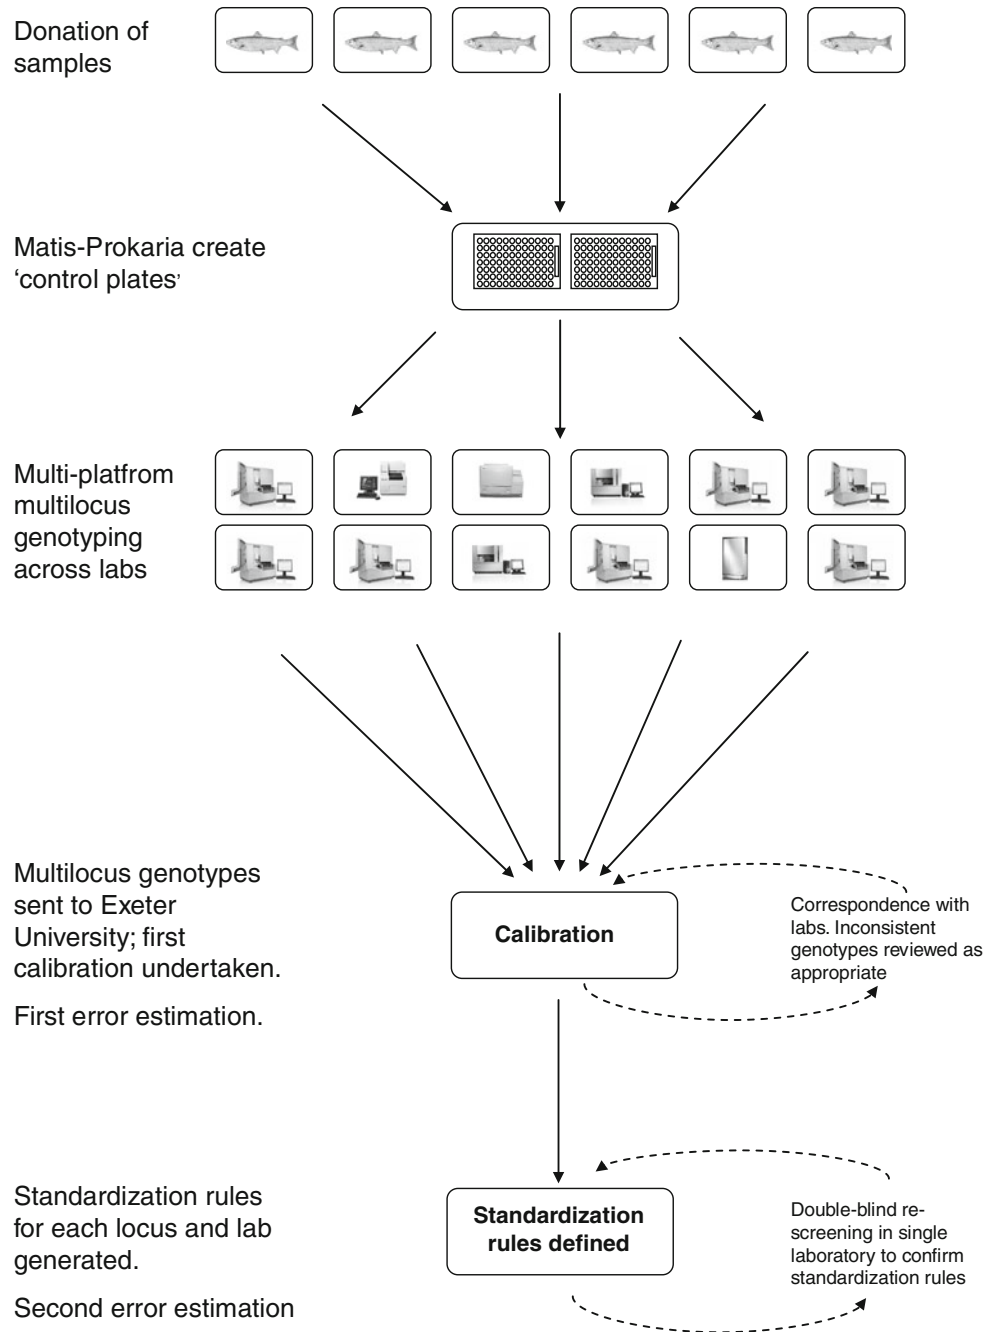 Donation of
samples
Matis-Prokaria create
‘control plates’
Multi-platfrom
multilocus
genotyping
across labs
Multilocus genotypes
sent to Exeter
University; first
calibration undertaken.
First error estimation.
Calibration
Correspondence with
labs. Inconsistent
genotypes reviewed as
appropriate
Standardization rules
for each locus and lab
generated.
Second error estimation
Standardization
rules defined
Double-blind re-
screening in single
laboratory to confirm
standardization rules